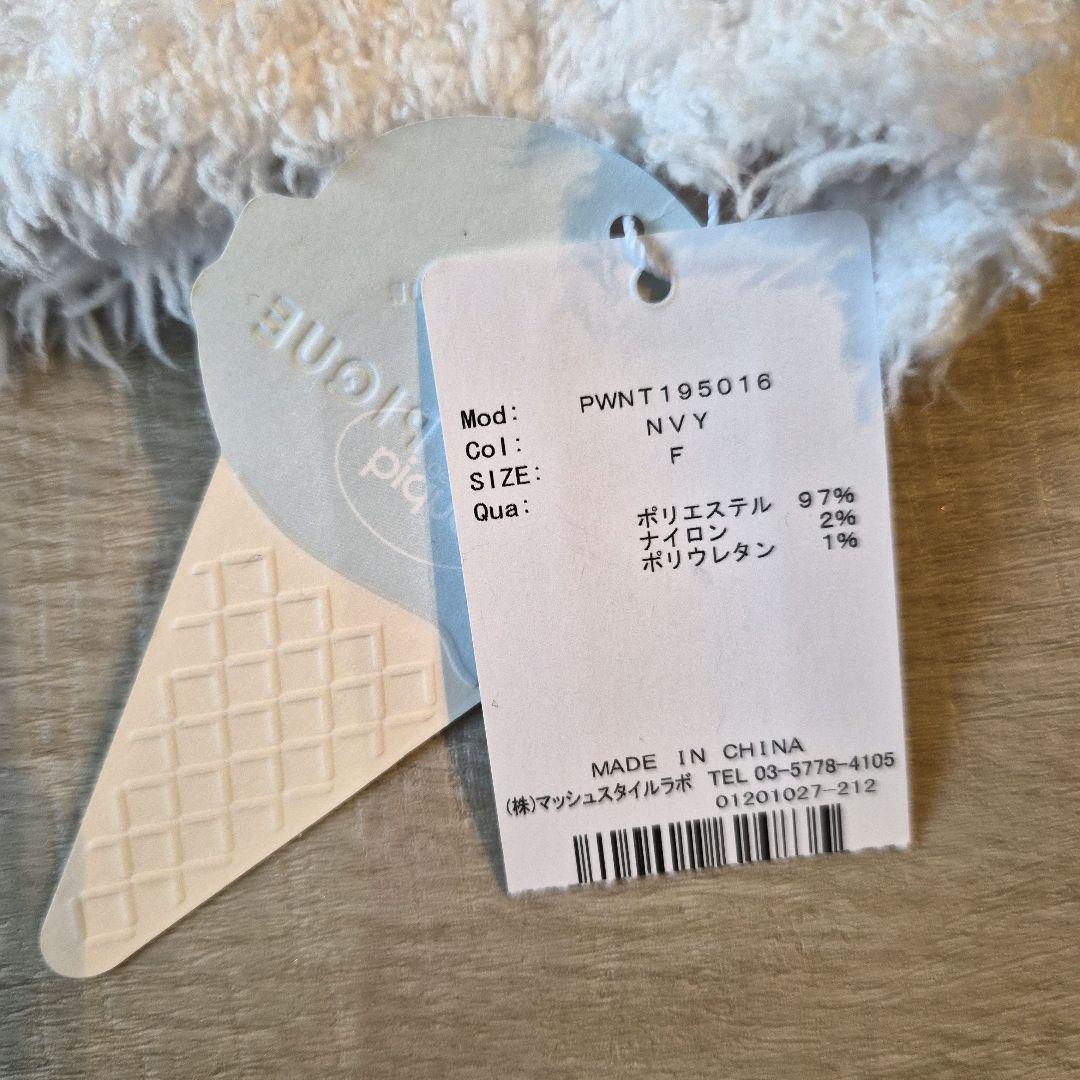 PIQUE
piqu
Mod: PWNT195016
Col: NVY
SIZE: F
Qua: ポリエステル 97%
ナイロン 2%
ポリウレタン 1%
MADE IN CHINA
(株)マッシュスタイルラボ TEL 03-5778-4105
01201027-212